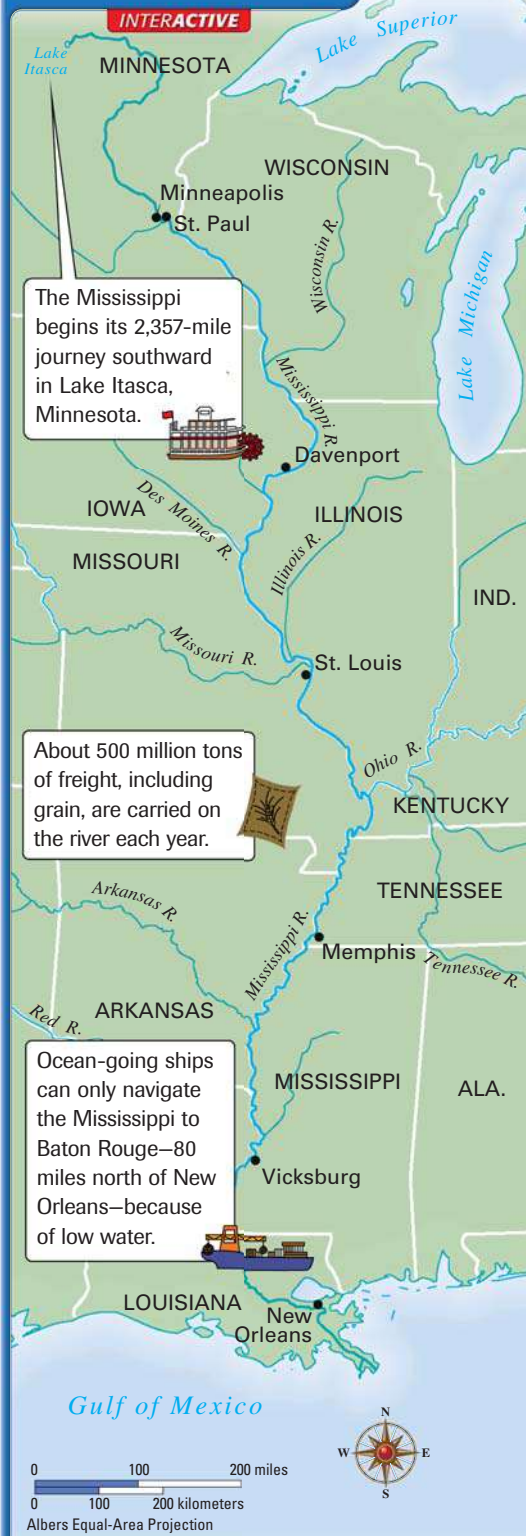 INTERACTIVE
Lake Superior
Lake
Itasca
MINNESOTA
WISCONSIN
Minneapolis
St. Paul
Wisconsin R.
Lake Michigan
The Mississippi
begins its 2,357-mile
journey southward
in Lake Itasca,
Minnesota.
Mississippi R.
Davenport
Des Moines R.
IOWA
ILLINOIS
MISSOURI
Illinois R.
IND.
Missouri R.
St. Louis
About 500 million tons
of freight, including
grain, are carried on
the river each year.
Ohio R.
KENTUCKY
TENNESSEE
Arkansas R.
Mississippi R.
Memphis
Tennessee R.
Red R.
ARKANSAS
Ocean-going ships
can only navigate
the Mississippi to
Baton Rouge—80
miles north of New
Orleans—because
of low water.
MISSISSIPPI
ALA.
Vicksburg
LOUISIANA
New
Orleans
Gulf of Mexico
N
W
E
S
0 100 200 miles
0 100 200 kilometers
Albers Equal-Area Projection